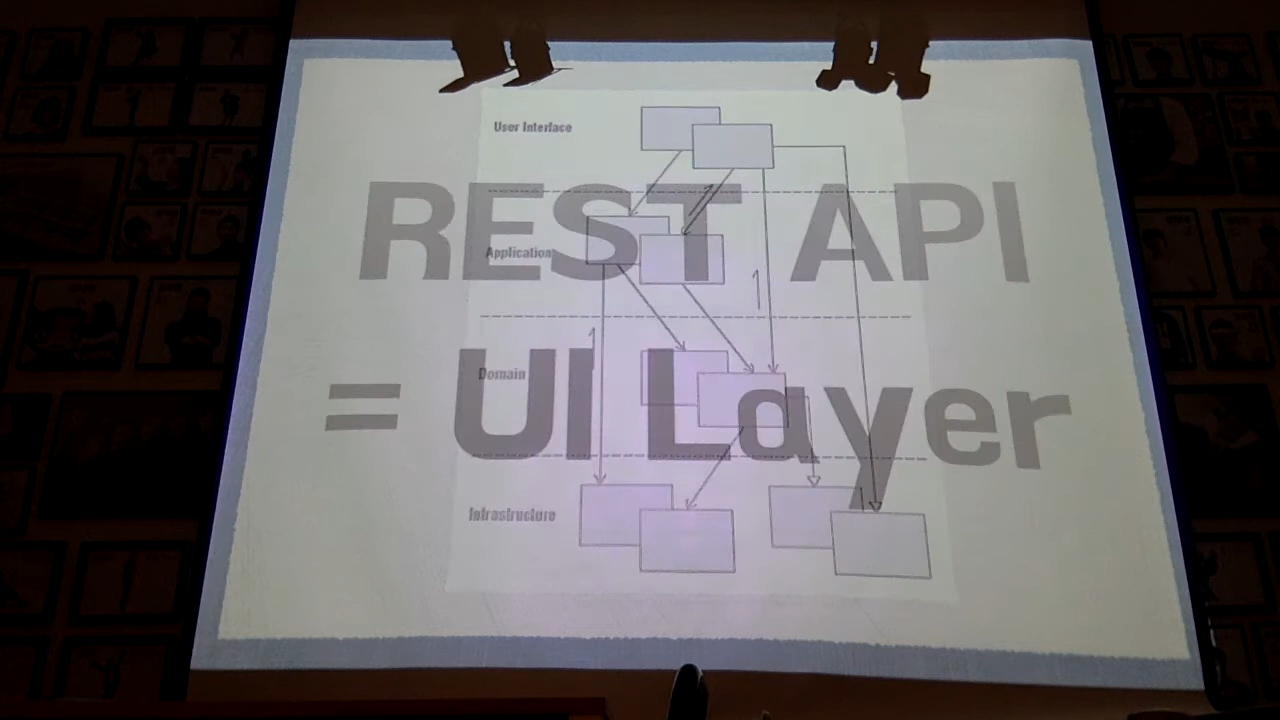 User Interface
REST API
Application
= UI Layer
Domain
Infrastructure